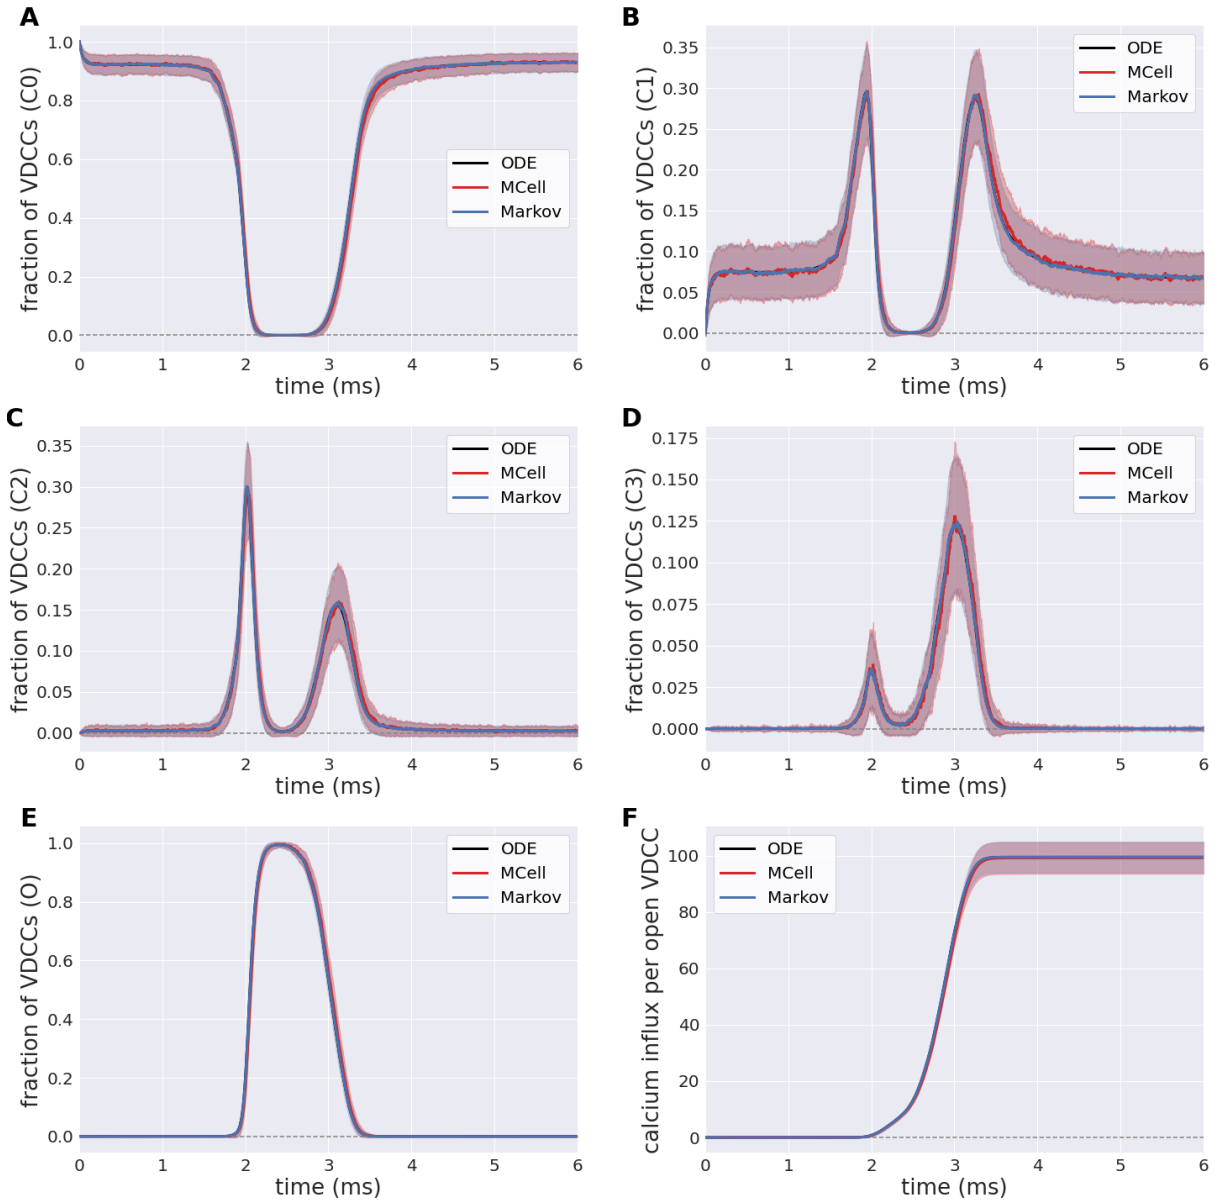 A
fraction of VDCCs (C0)
1.0
0.8
0.6
0.4
0.2
0.0
ODE
MCell
Markov
0 1 2 3 4 5 6
time (ms)
B
fraction of VDCCs (C1)
0.35
0.30
0.25
0.20
0.15
0.10
0.05
0.00
ODE
MCell
Markov
0 1 2 3 4 5 6
time (ms)
C
fraction of VDCCs (C2)
0.35
0.30
0.25
0.20
0.15
0.10
0.05
0.00
ODE
MCell
Markov
0 1 2 3 4 5 6
time (ms)
D
fraction of VDCCs (C3)
0.175
0.150
0.125
0.100
0.075
0.050
0.025
0.000
ODE
MCell
Markov
0 1 2 3 4 5 6
time (ms)
E
fraction of VDCCs (O)
1.0
0.8
0.6
0.4
0.2
0.0
ODE
MCell
Markov
0 1 2 3 4 5 6
time (ms)
F
calcium influx per open VDCC
100
80
60
40
20
0
ODE
MCell
Markov
0 1 2 3 4 5 6
time (ms)